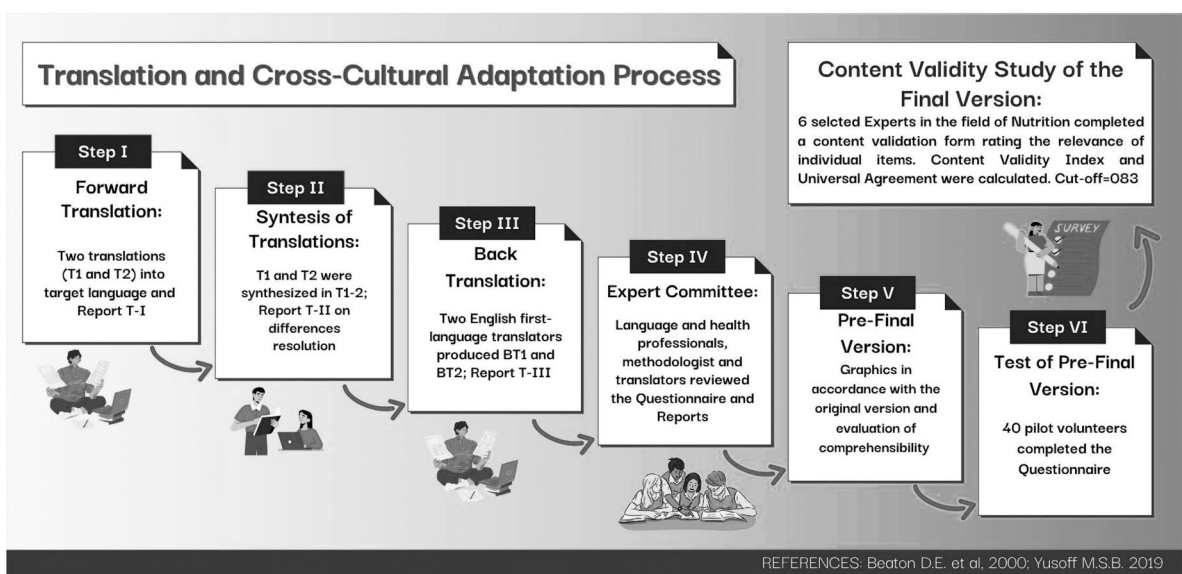 Translation and Cross-Cultural Adaptation Process
Step I
Forward
Translation:
Two translations
(T1 and T2) into
target language and
Report T-I
Step II
Syntesis of
Translations:
T1 and T2 were
synthesized in T1-2;
Report T-II on
differences
resolution
Step III
Back
Translation:
Two English first-
language translators
produced BT1 and
BT2; Report T-III
Step IV
Expert Committee:
Language and health
professionals,
methodologist and
translators reviewed
the Questionnaire and
Reports
Step V
Pre-Final
Version:
Graphics in
accordance with the
original version and
evaluation of
comprehensibility
Step VI
Test of Pre-Final
Version:
40 pilot volunteers
completed the
Questionnaire
SURVEY
Content Validity Study of the
Final Version:
6 selcted Experts in the field of Nutrition completed
a content validation form rating the relevance of
individual items. Content Validity Index and
Universal Agreement were calculated. Cut-off=083
REFERENCES: Beaton D.E. et al, 2000; Yusoff M.S.B. 2019